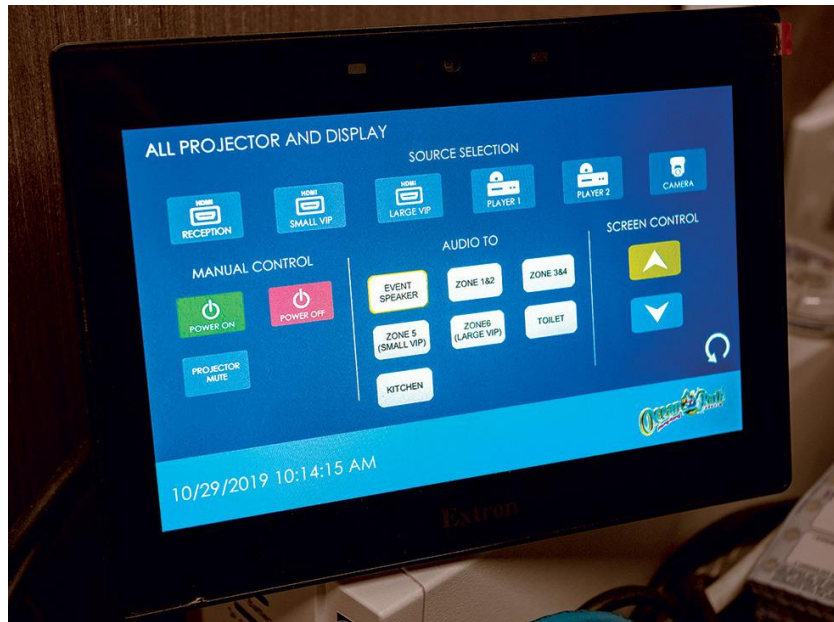 ALL PROJECTOR AND DISPLAY
SOURCE SELECTION
HDMI
RECEPTION
HDMI
SMALL VIP
HDMI
LARGE VIP
PLAYER 1
PLAYER 2
CAMERA
MANUAL CONTROL
POWER ON
POWER OFF
PROJECTOR
MUTE
AUDIO TO
EVENT
SPEAKER
ZONE 1&2
ZONE 3&4
ZONE 5
(SMALL VIP)
ZONE6
(LARGE VIP)
TOILET
KITCHEN
SCREEN CONTROL
Ocean Park
10/29/2019 10:14:15 AM
Extron